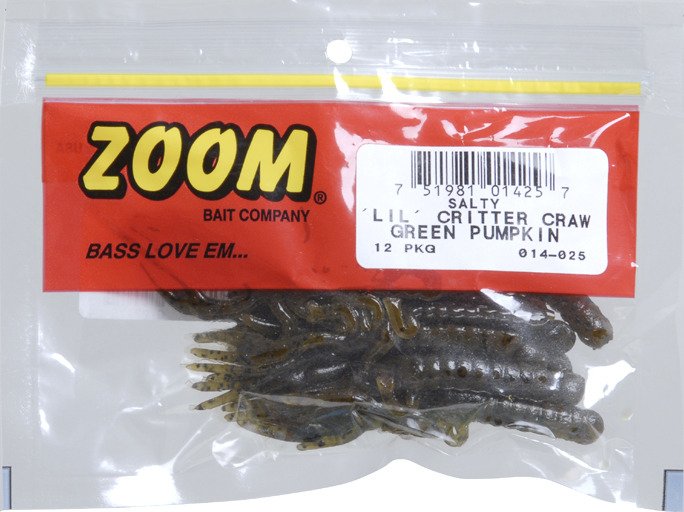 ZOOM®
BAIT COMPANY
BASS LOVE EM...
7 51981 01425 7
SALTY
'LIL' CRITTER CRAW
GREEN PUMPKIN
12 PKG 014-025